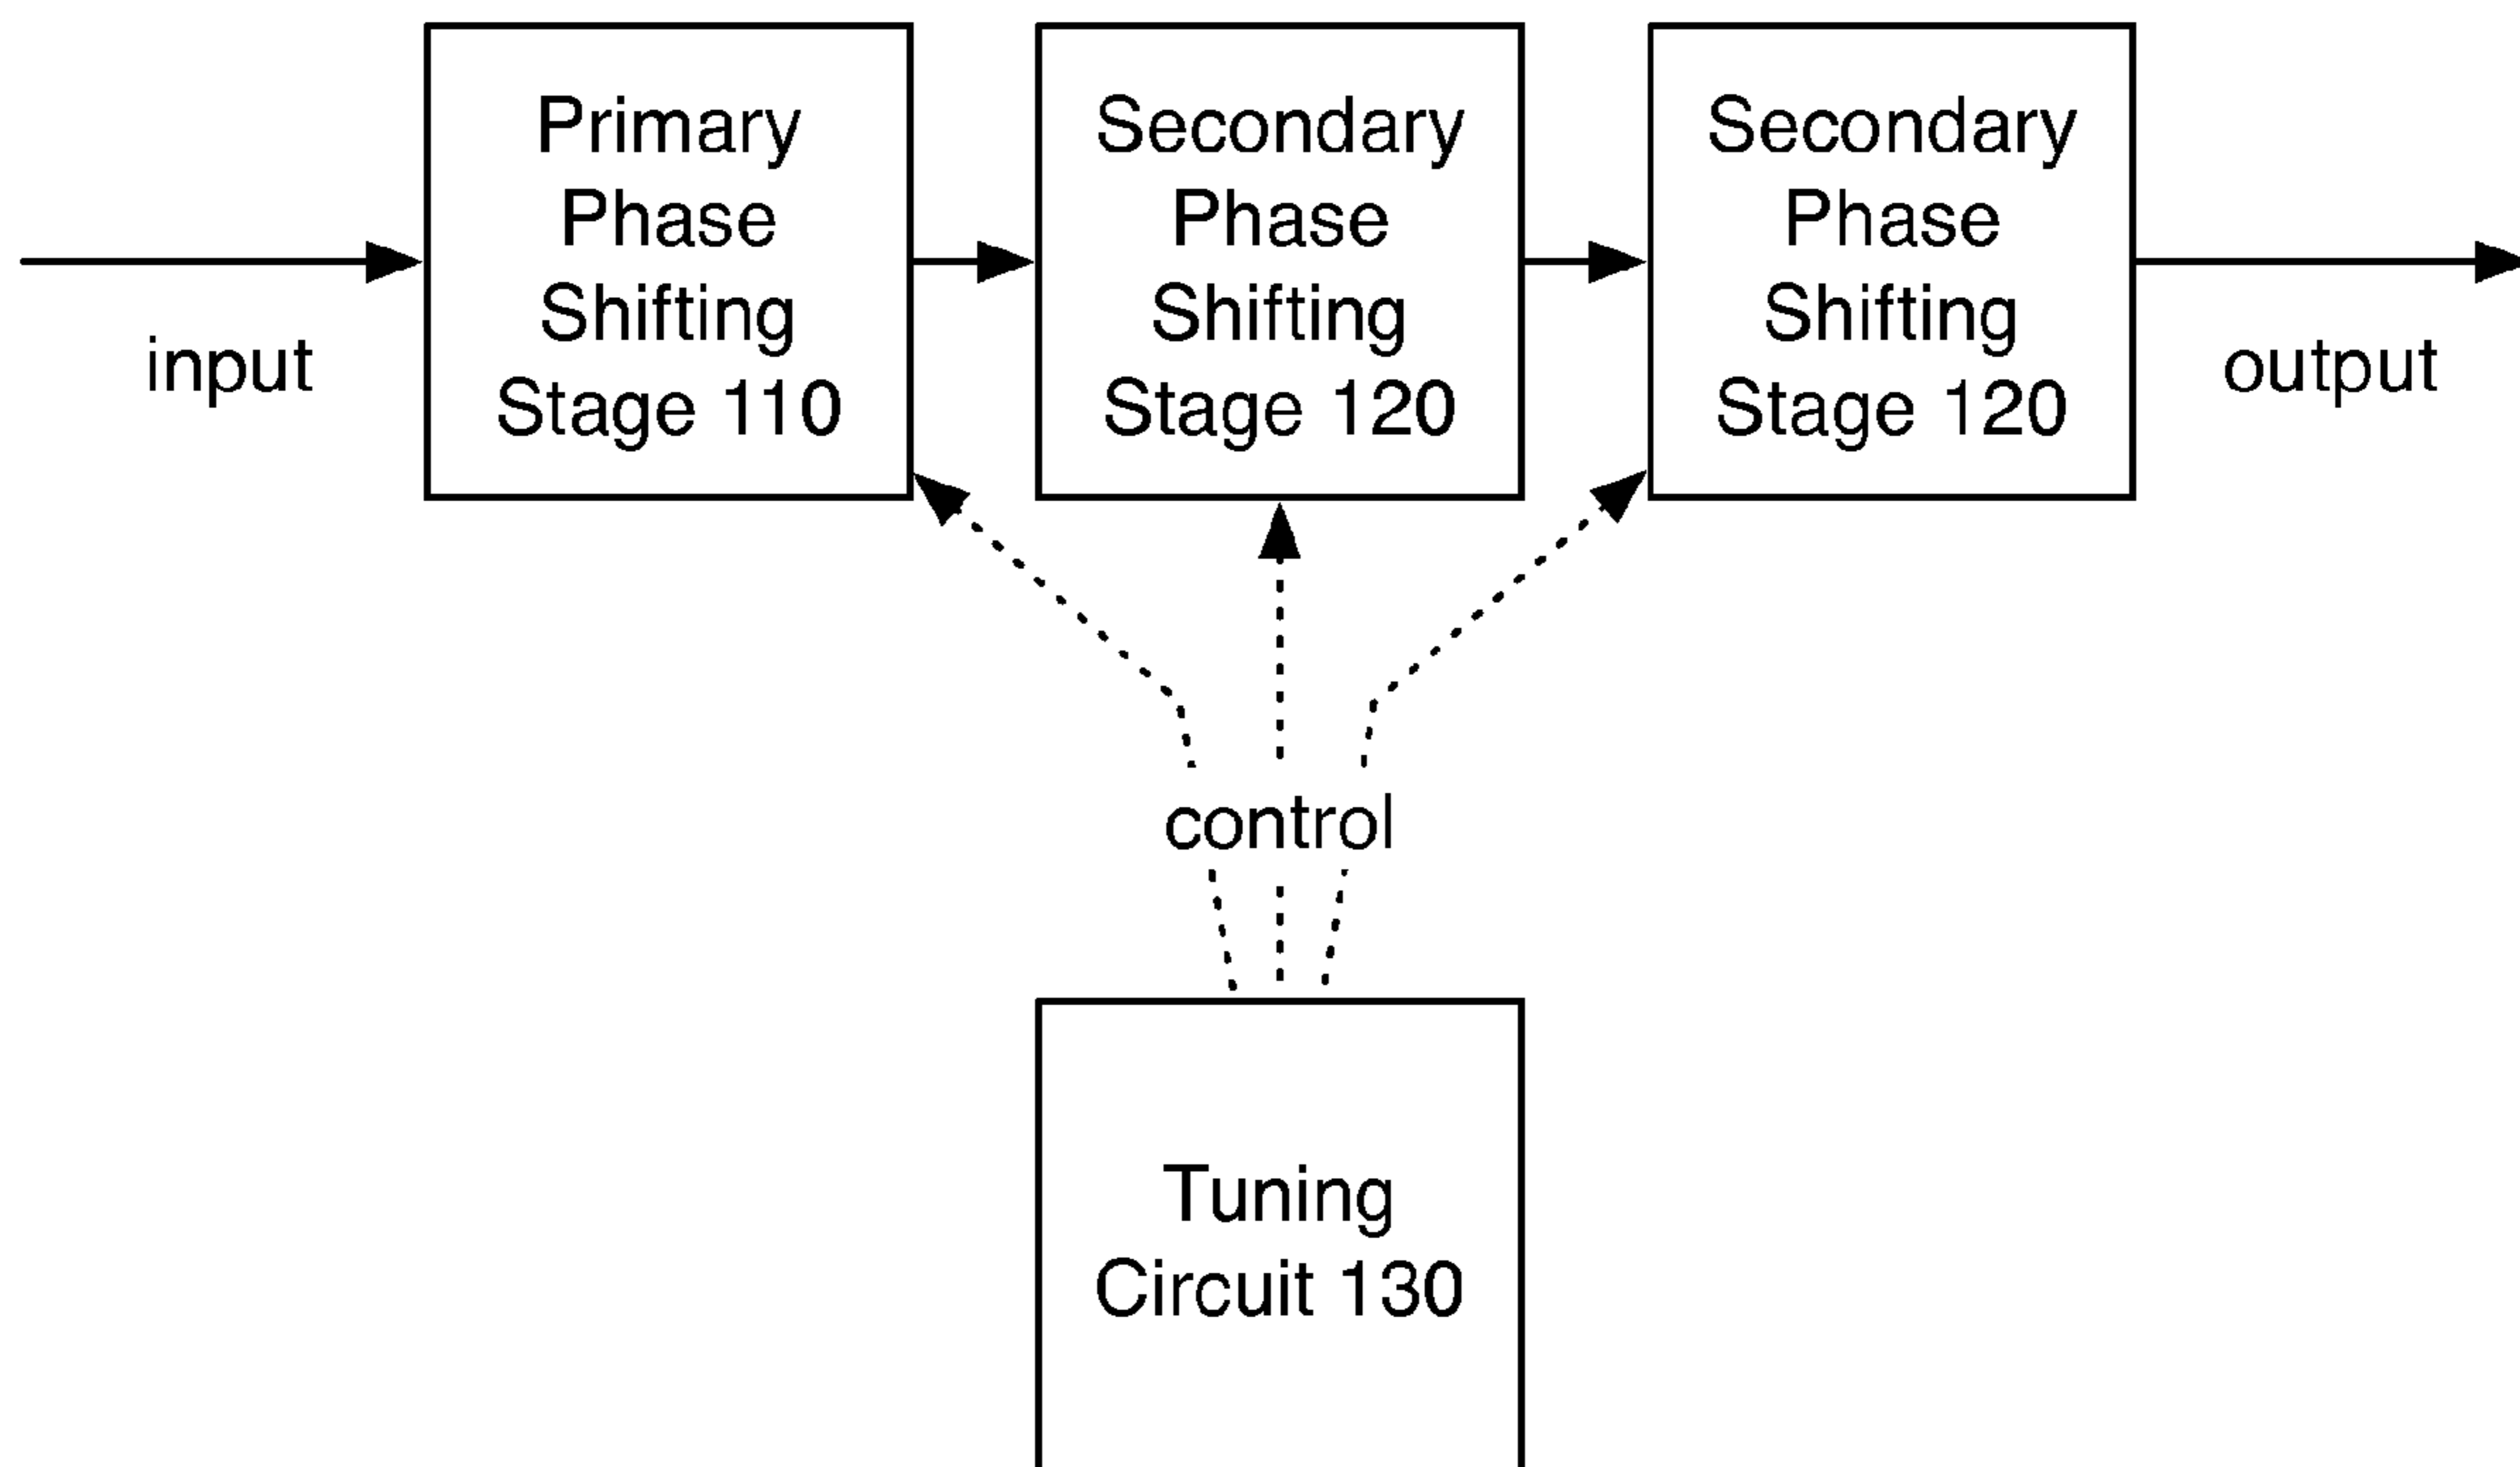 Primary
Phase
Shifting
Stage 110
Secondary
Phase
Shifting
Stage 120
Secondary
Phase
Shifting
Stage 120
input
output
control
Tuning
Circuit 130